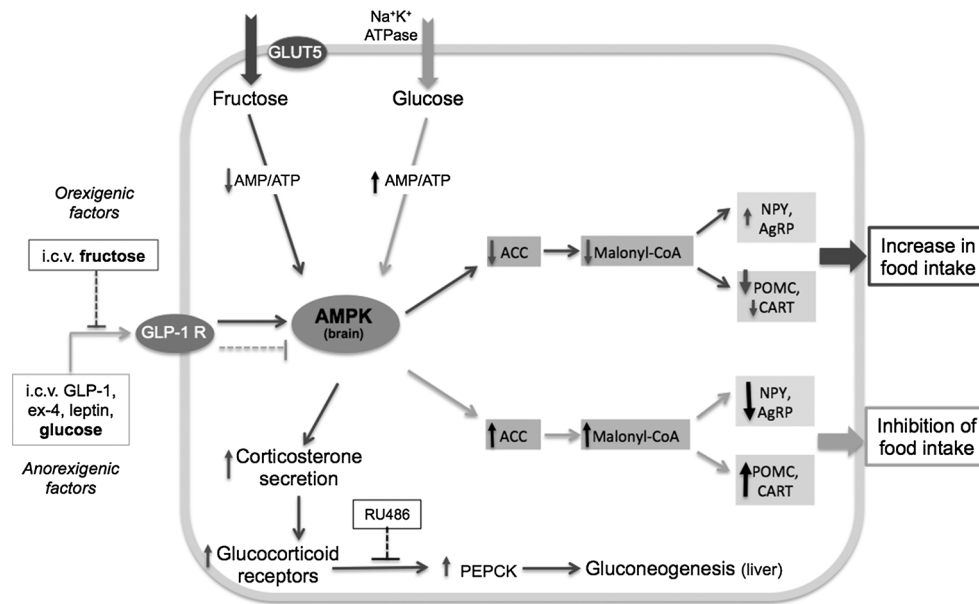 Na⁺K⁺
ATPase
GLUT5
Fructose
Glucose
AMP/ATP
AMP/ATP
Orexigenic
factors
i.c.v. fructose
GLP-1 R
i.c.v. GLP-1,
ex-4, leptin,
glucose
Anorexigenic
factors
AMPK
(brain)
ACC
Malonyl-CoA
NPY,
AgRP
POMC,
CART
Increase in
food intake
ACC
Malonyl-CoA
NPY,
AgRP
POMC,
CART
Inhibition of
food intake
Corticosterone
secretion
RU486
Glucocorticoid
receptors
PEPCK
Gluconeogenesis (liver)